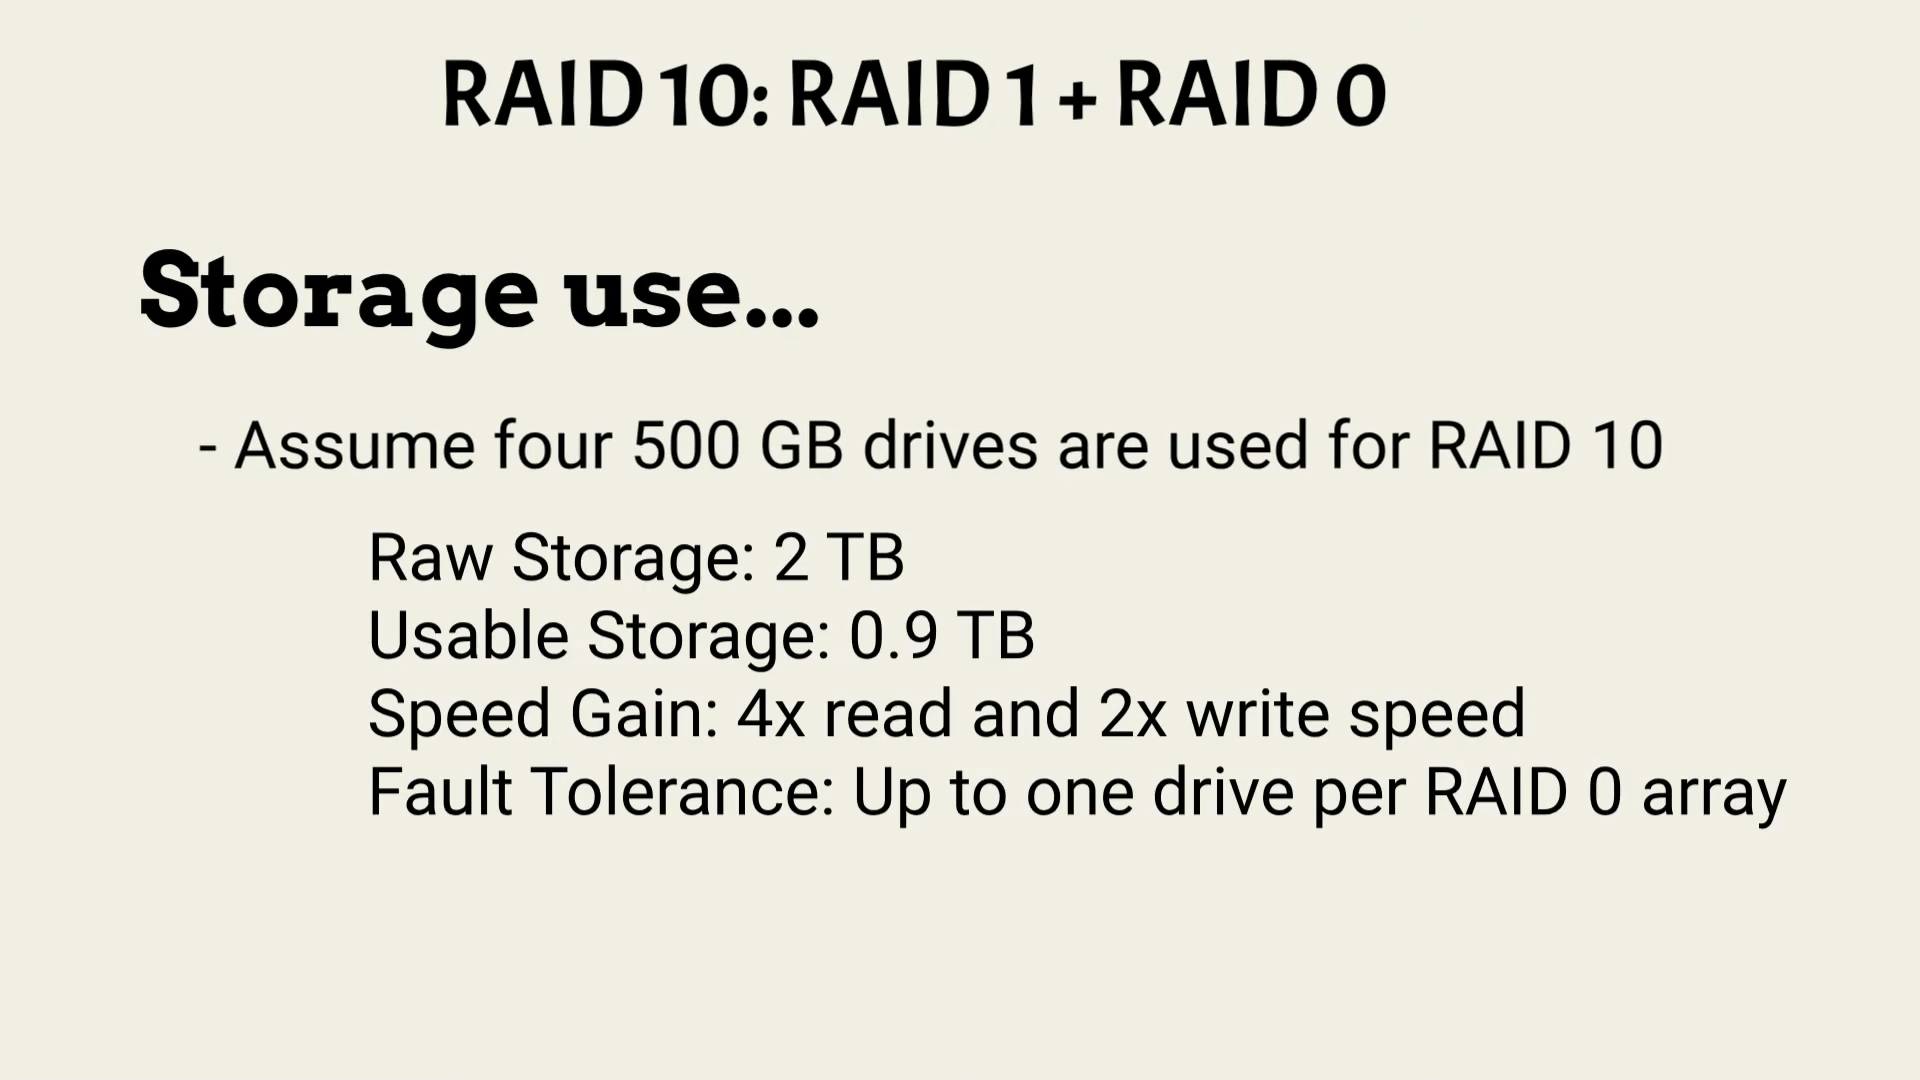 RAID 10: RAID 1 + RAID 0
Storage use...
- Assume four 500 GB drives are used for RAID 10
Raw Storage: 2 TB
Usable Storage: 0.9 TB
Speed Gain: 4x read and 2x write speed
Fault Tolerance: Up to one drive per RAID 0 array